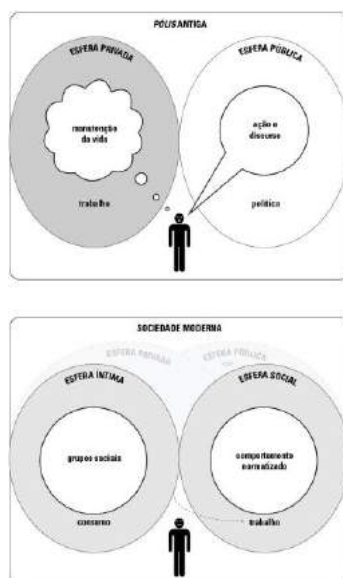 PÓLIS ANTIGA
ESFERA PRIVADA
ESFERA PÚBLICA
manutenção
da vida
ação e
discurso
trabalho
política
SOCIEDADE MODERNA
ESFERA PRIVADA
ESFERA PÚBLICA
ESFERA ÍNTIMA
ESFERA SOCIAL
grupos sociais
comportamento
normatizado
consumo
trabalho